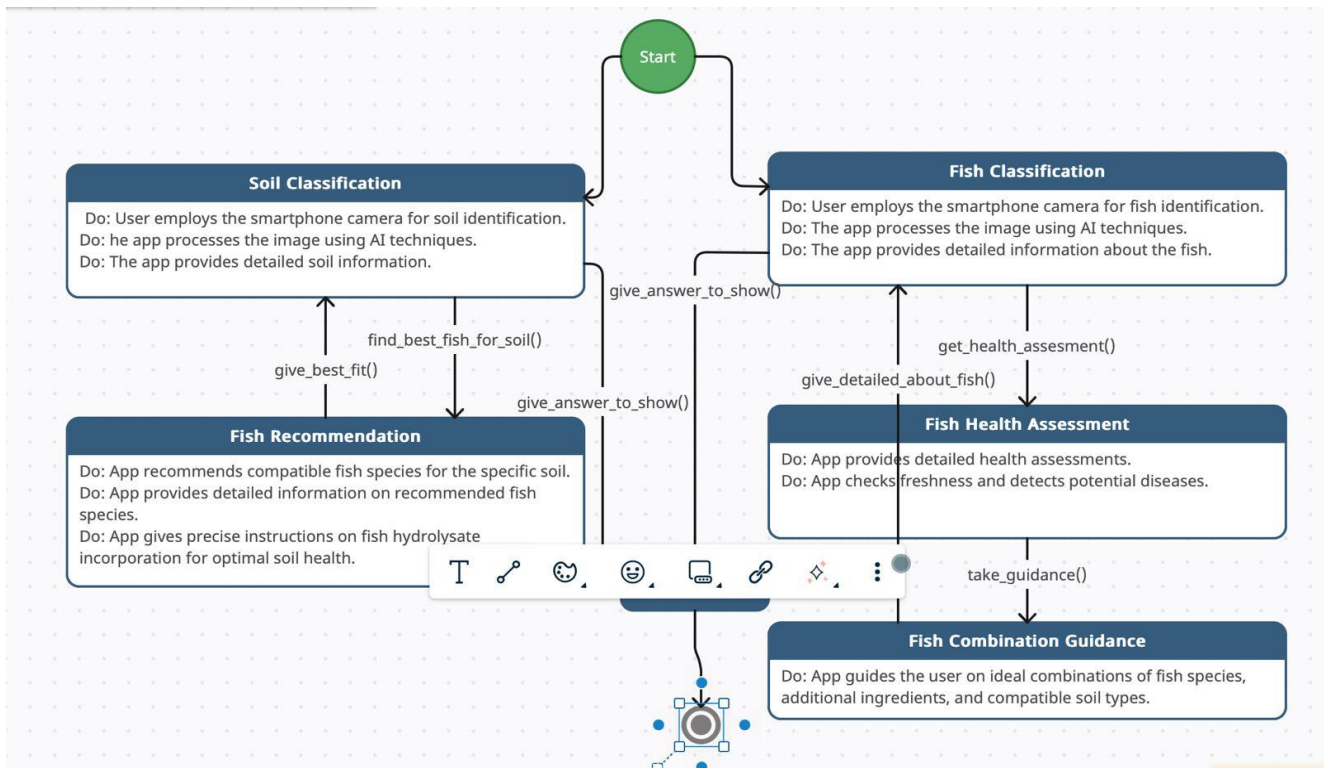 Start
Soil Classification
Do: User employs the smartphone camera for soil identification.
Do: he app processes the image using AI techniques.
Do: The app provides detailed soil information.
Fish Classification
Do: User employs the smartphone camera for fish identification.
Do: The app processes the image using AI techniques.
Do: The app provides detailed information about the fish.
give_answer_to_show()
find_best_fish_for_soil()
give_best_fit()
get_health_assesment()
give_detailed_about_fish()
give_answer_to_show()
Fish Recommendation
Do: App recommends compatible fish species for the specific soil.
Do: App provides detailed information on recommended fish
species.
Do: App gives precise instructions on fish hydrolysate
incorporation for optimal soil health.
Fish Health Assessment
Do: App provides detailed health assessments.
Do: App checks freshness and detects potential diseases.
T
take_guidance()
Fish Combination Guidance
Do: App guides the user on ideal combinations of fish species,
additional ingredients, and compatible soil types.